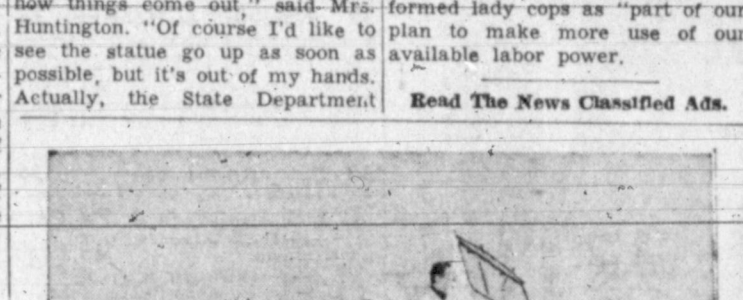 how things come out," said Mrs.
Huntington. "Of course I'd like to
see the statue go up as soon as
possible, but it's out of my hands.
Actually, the State Department
formed lady cops as "part of our
plan to make more use of our
available labor power.
Read The News Classified Ads.